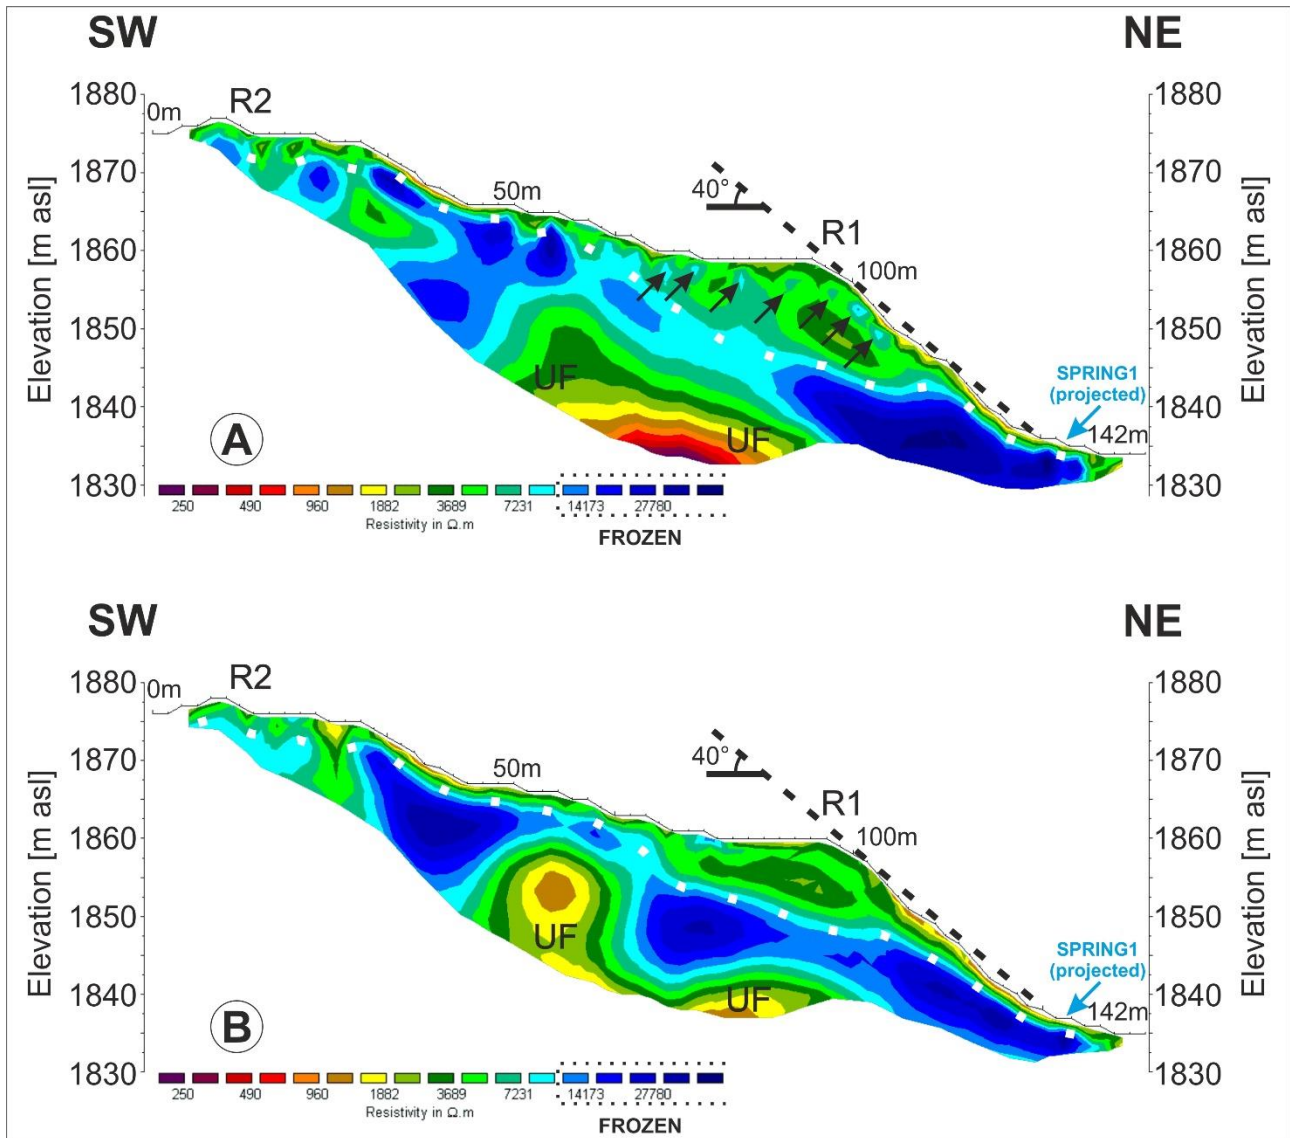 SW
NE
1880
1880
0m
R2
1870
1870
50m
40°
R1
1860
1860
100m
1850
1850
Elevation [m asl]
Elevation [m asl]
UF
SPRING1
(projected)
1840
1840
A
UF
142m
1830
1830
250 490 960 1882 3689 7231 14173 27780
Resistivity in Ω.m
FROZEN
SW
NE
1880
1880
0m
R2
1870
1870
50m
40°
R1
1860
1860
100m
1850
1850
Elevation [m asl]
Elevation [m asl]
UF
SPRING1
(projected)
1840
1840
UF
142m
B
1830
1830
250 490 960 1882 3689 7231 14173 27780
Resistivity in Ω.m
FROZEN